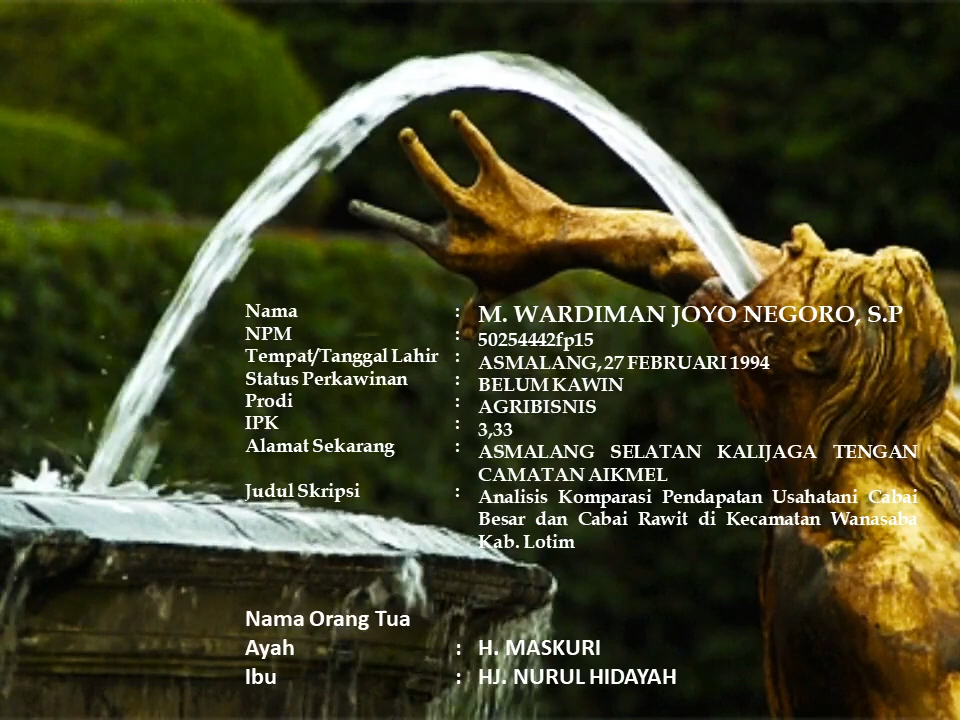 Nama : M. WARDIMAN JOYO NEGORO, S.P
NPM : 50254442fp15
Tempat/Tanggal Lahir : ASMALANG, 27 FEBRUARI 1994
Status Perkawinan : BELUM KAWIN
Prodi : AGRIBISNIS
IPK : 3,33
Alamat Sekarang : ASMALANG SELATAN KALIJAGA TENGAN
CAMATAN AIKMEL
Judul Skripsi : Analisis Komparasi Pendapatan Usahatani Cabai
Besar dan Cabai Rawit di Kecamatan Wanasaba
Kab. Lotim
Nama Orang Tua
Ayah : H. MASKURI
Ibu : HJ. NURUL HIDAYAH